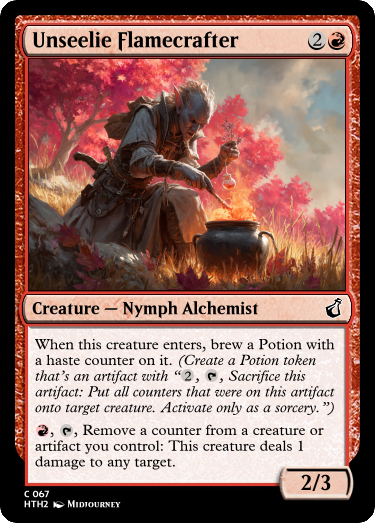 Unseelie Flamecrafter 2
Creature — Nymph Alchemist
When this creature enters, brew a Potion with
a haste counter on it. (Create a Potion token
that's an artifact with “2, , Sacrifice this
artifact: Put all counters that were on this artifact
onto target creature. Activate only as a sorcery.”)
, , Remove a counter from a creature or
artifact you control: This creature deals 1
damage to any target.
2/3
C 067
HTH2 Midjourney